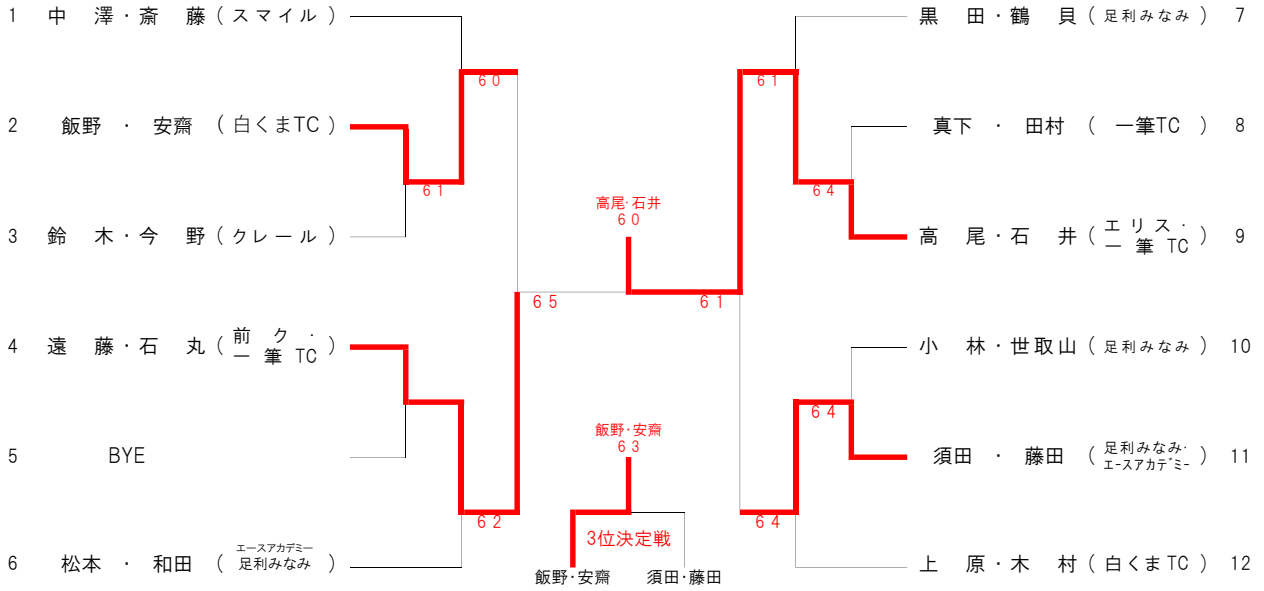 1 中澤・斎藤（スマイル）
60
2 飯野・安齋（白くまTC）
61
3 鈴木・今野（クレール）
65
4 遠藤・石丸（前ク・
一筆TC）
5 BYE
62
6 松本・和田（エースアカデミー
足利みなみ）
高尾・石井
60
61
飯野・安齋
63
3位決定戦
飯野・安齋 須田・藤田
黒田・鶴貝（足利みなみ）7
61
真下・田村（一筆TC）8
64
高尾・石井（エリス・
一筆TC）9
小林・世取山（足利みなみ）10
64
須田・藤田（足利みなみ・
エースアカデミー）11
64
上原・木村（白くまTC）12